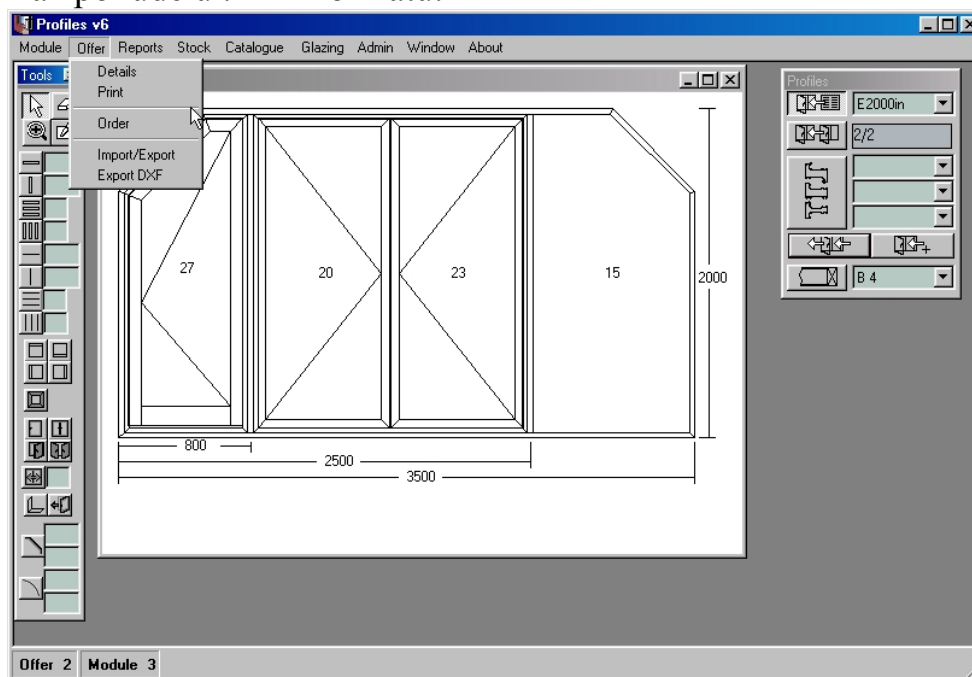 Profiles v6
Module Offer Reports Stock Catalogue Glazing Admin Window About
Tools
Details
Print
Order
Import/Export
Export DXF
27
20
23
15
2000
800
2500
3500
Profiles
E2000in
2/2
B 4
Offer 2 Module 3